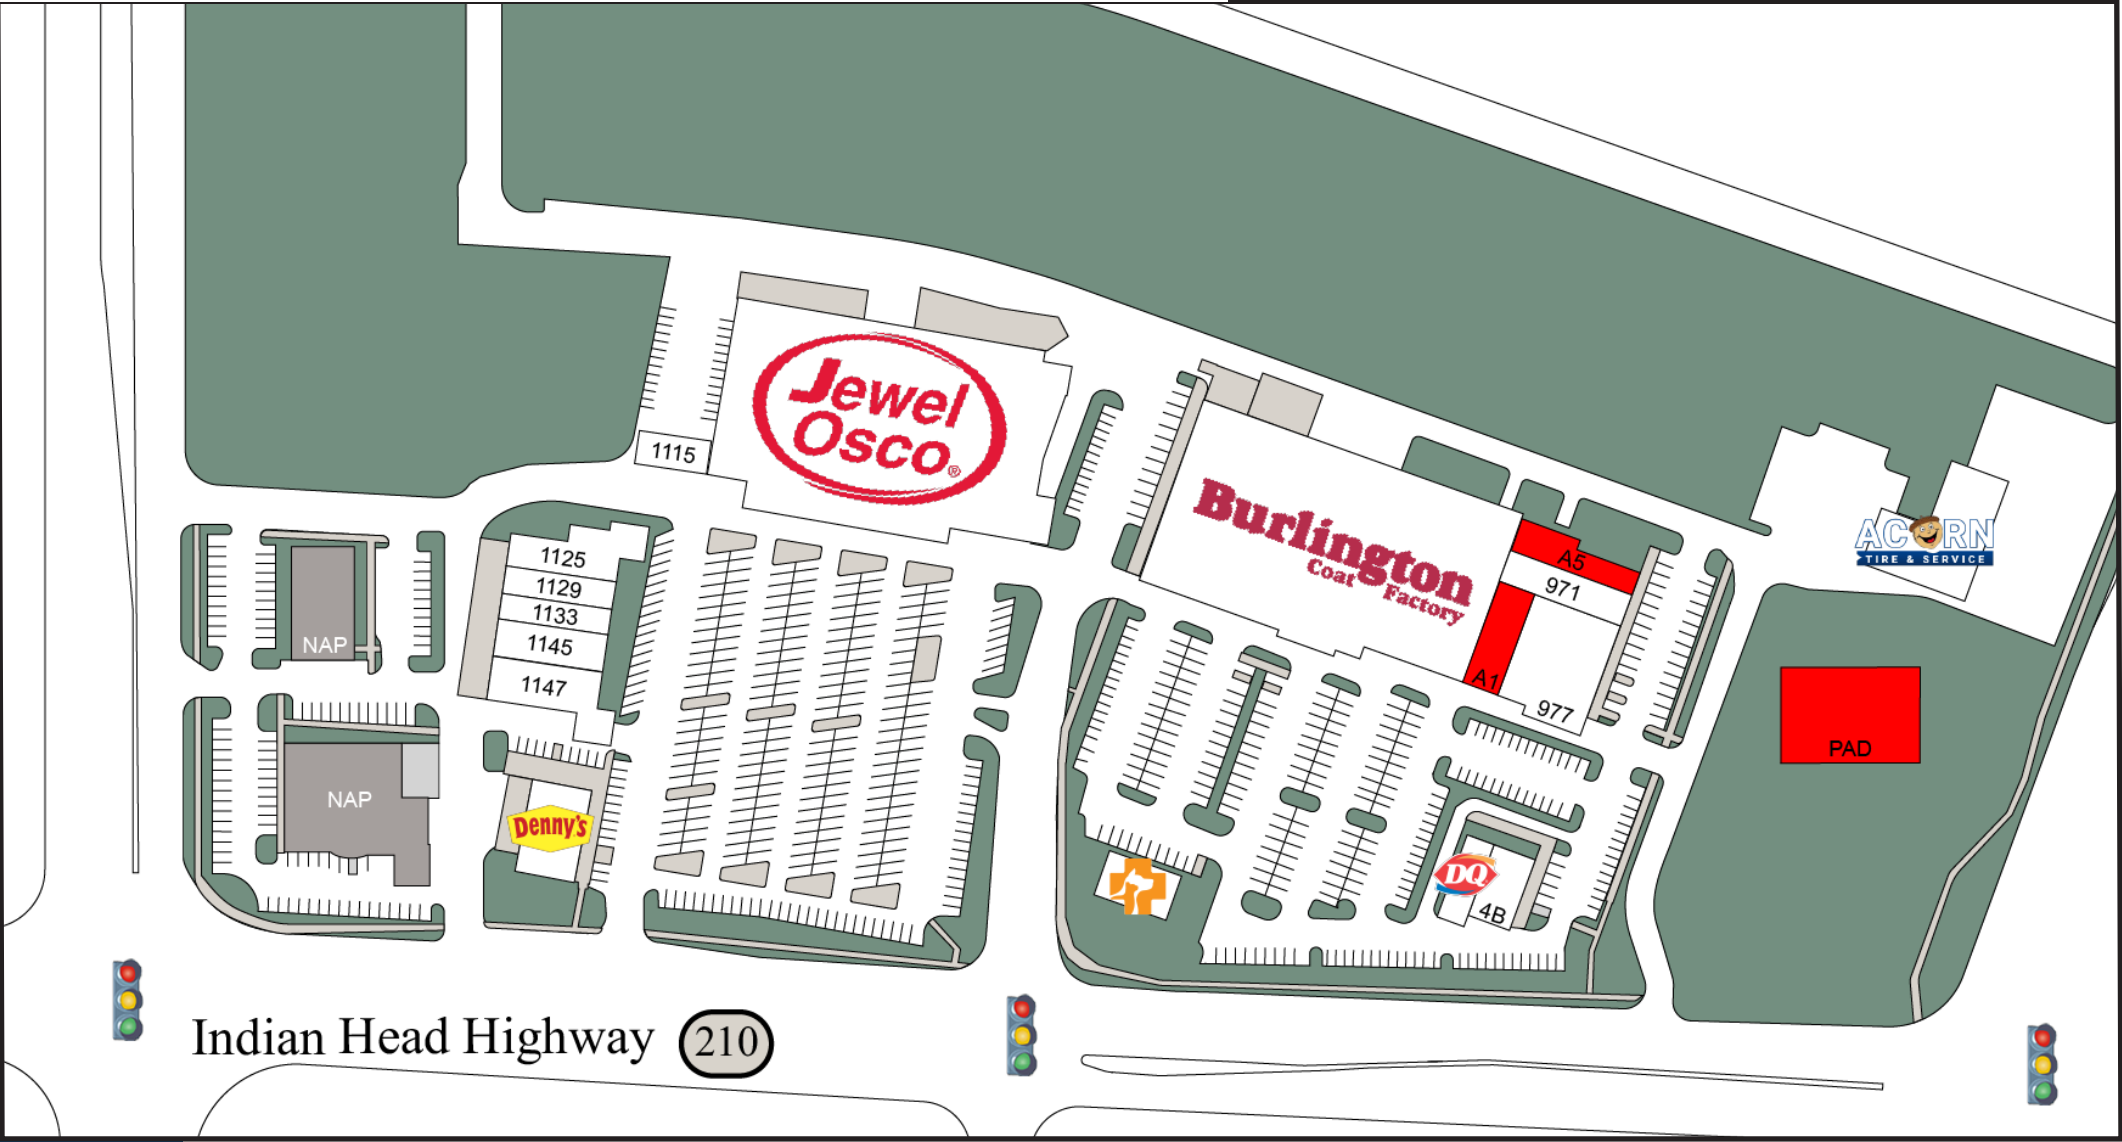 Jewel
Osco®
1115
Burlington
Coat Factory
A5
971
A1
977
ACORN
TIRE & SERVICE
1125
1129
1133
1145
1147
NAP
NAP
Denny's
DQ
4B
PAD
Indian Head Highway 210